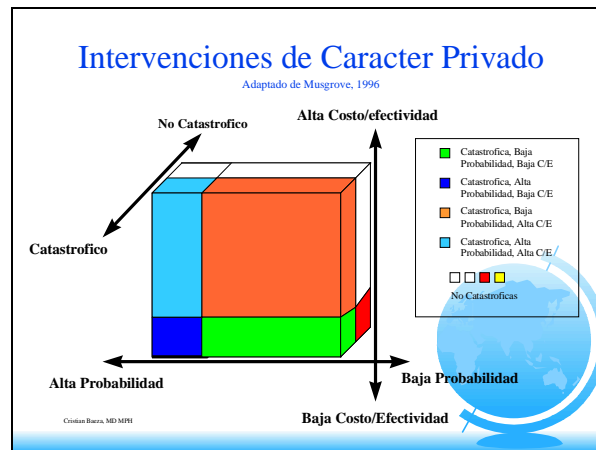 Intervenciones de Caracter Privado
Adaptado de Musgrove, 1996
No Catastrofico
Alta Costo/efectividad
Catastrofica, Baja
Probabilidad, Baja C/E
Catastrofica, Alta
Probabilidad, Baja C/E
Catastrofica, Baja
Probabilidad, Alta C/E
Catastrofica, Alta
Probabilidad, Alta C/E
No Catastroficas
Catastrofico
Alta Probabilidad
Baja Probabilidad
Baja Costo/Efectividad
Cristian Baeza, MD MPH